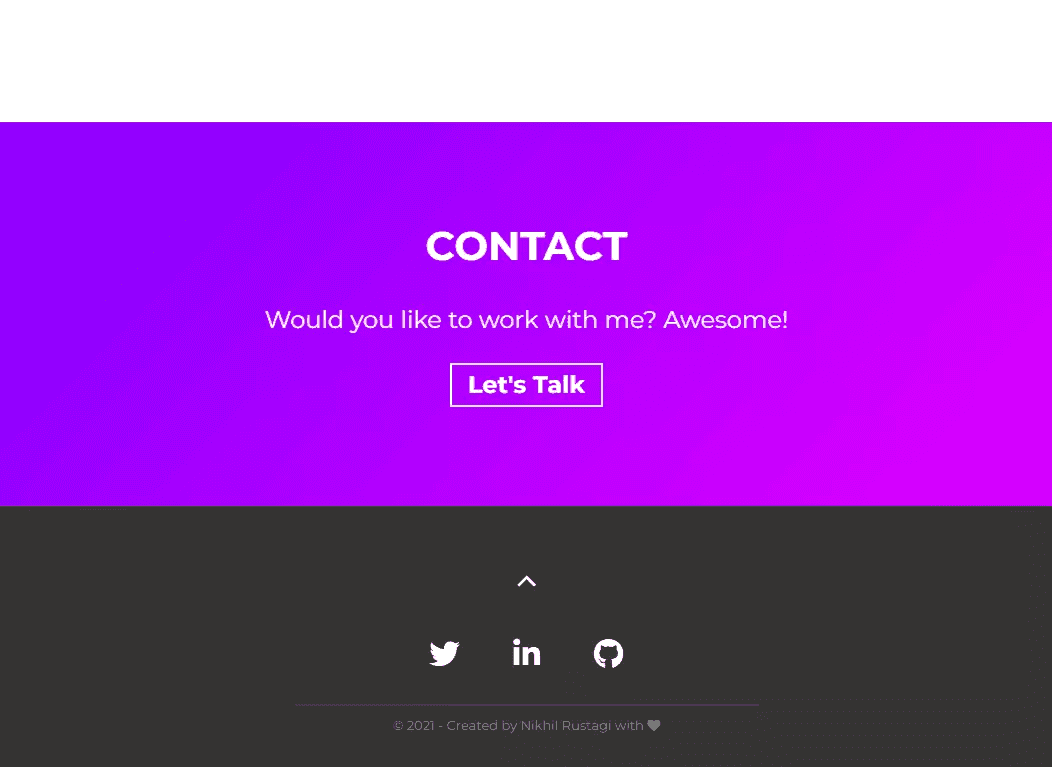 CONTACT
Would you like to work with me? Awesome!
Let's Talk
© 2021 - Created by Nikhil Rustagi with ♥